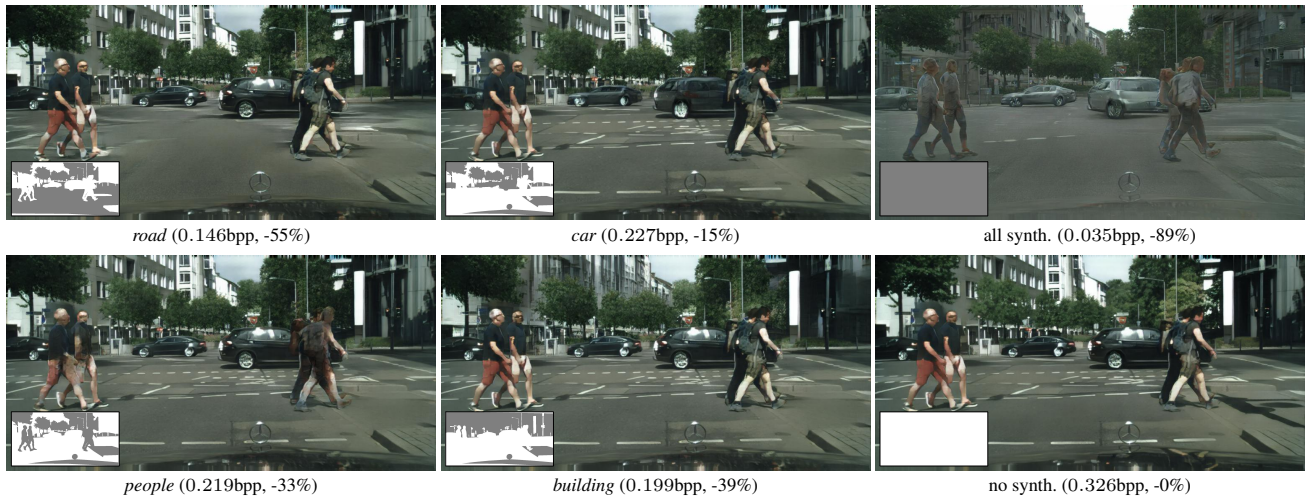 road (0.146bpp, -55%)
car (0.227bpp, -15%)
all synth. (0.035bpp, -89%)
people (0.219bpp, -33%)
building (0.199bpp, -39%)
no synth. (0.326bpp, -0%)